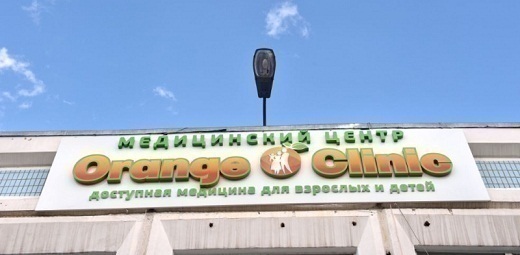 МЕДИЦИНСКИЙ ЦЕНТР
Orange Clinic
доступная медицина для взрослых и детей